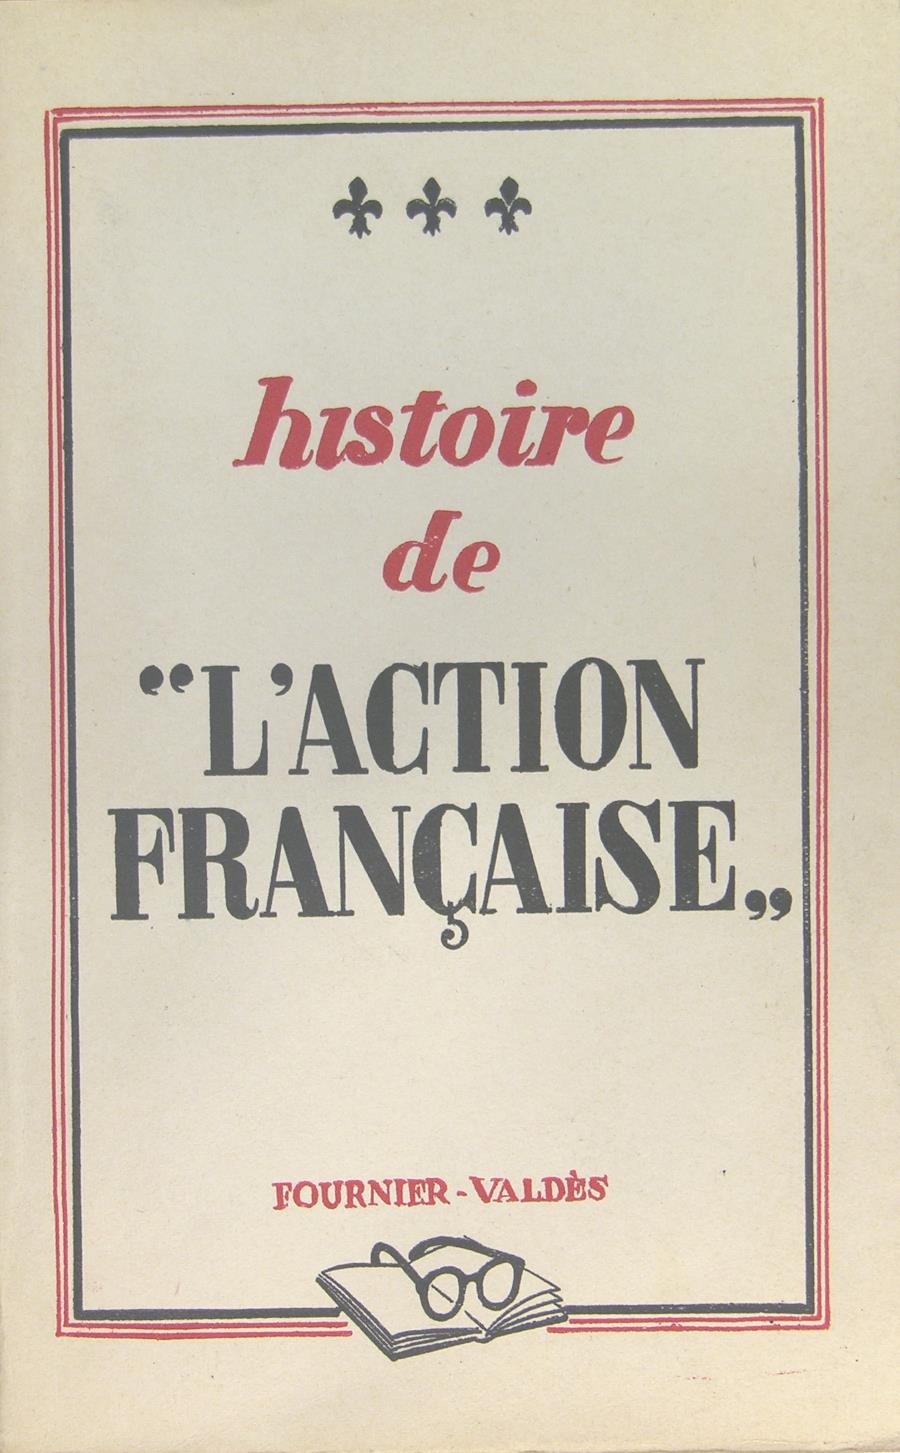 histoire
de
“L’ACTION
FRANÇAISE„
FOURNIER-VALDÈS